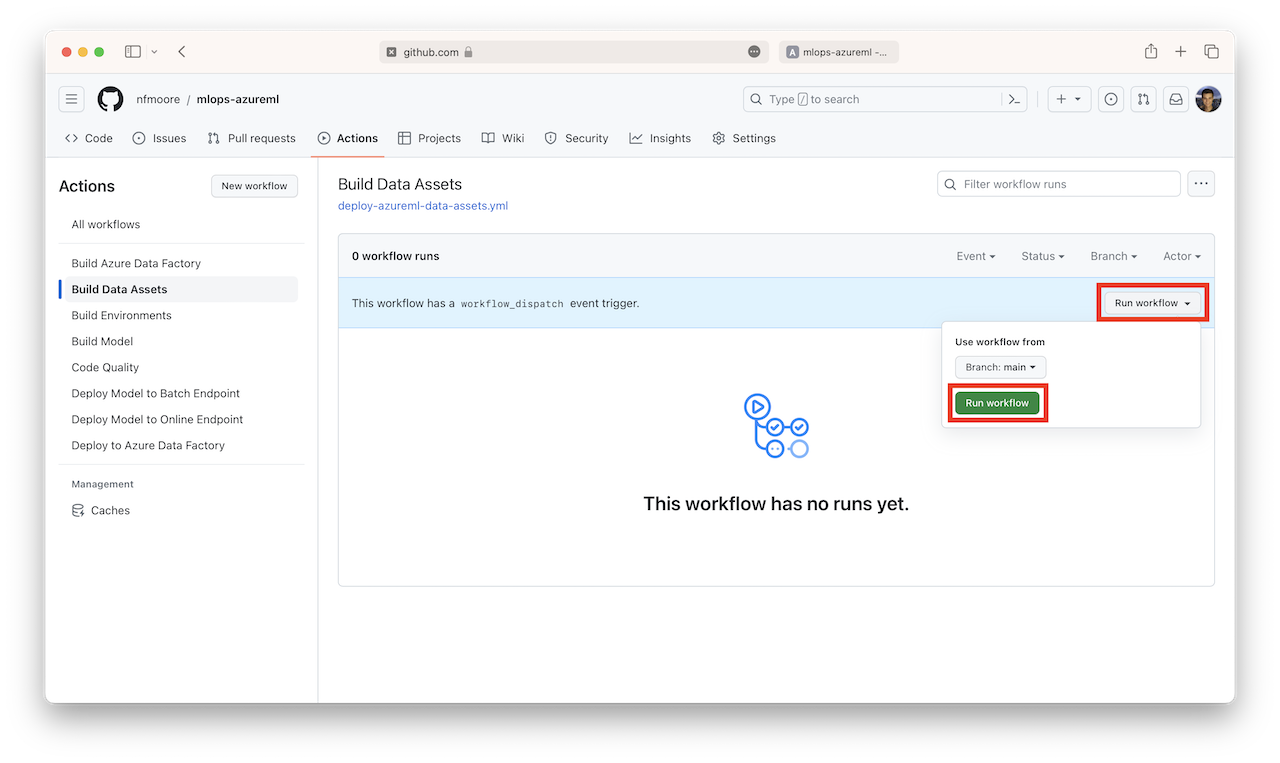 github.com
A mlops-azureml -...
nfmoore / mlops-azureml
Type / to search
Code
Issues
Pull requests
Actions
Projects
Wiki
Security
Insights
Settings
Actions
New workflow
All workflows
Build Azure Data Factory
Build Data Assets
Build Environments
Build Model
Code Quality
Deploy Model to Batch Endpoint
Deploy Model to Online Endpoint
Deploy to Azure Data Factory
Management
Caches
Build Data Assets
deploy-azureml-data-assets.yml
Filter workflow runs
0 workflow runs
Event
Status
Branch
Actor
This workflow has a workflow_dispatch event trigger.
Run workflow
Use workflow from
Branch: main
Run workflow
This workflow has no runs yet.